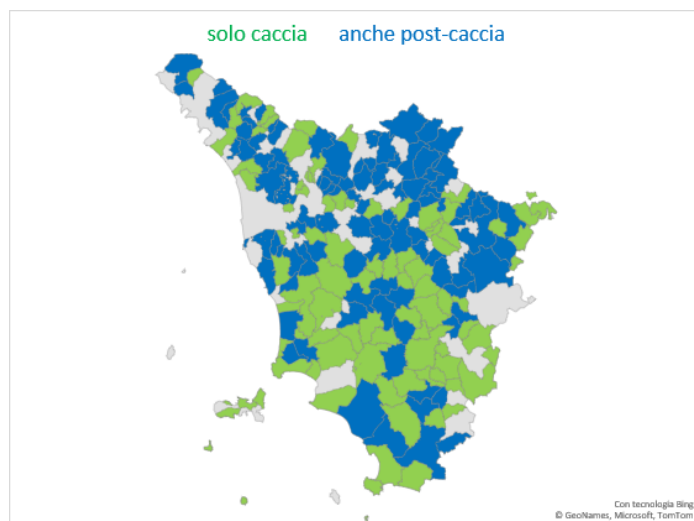 solo caccia anche post-caccia
Con tecnologia Bing
© GeoNames, Microsoft, TomTom